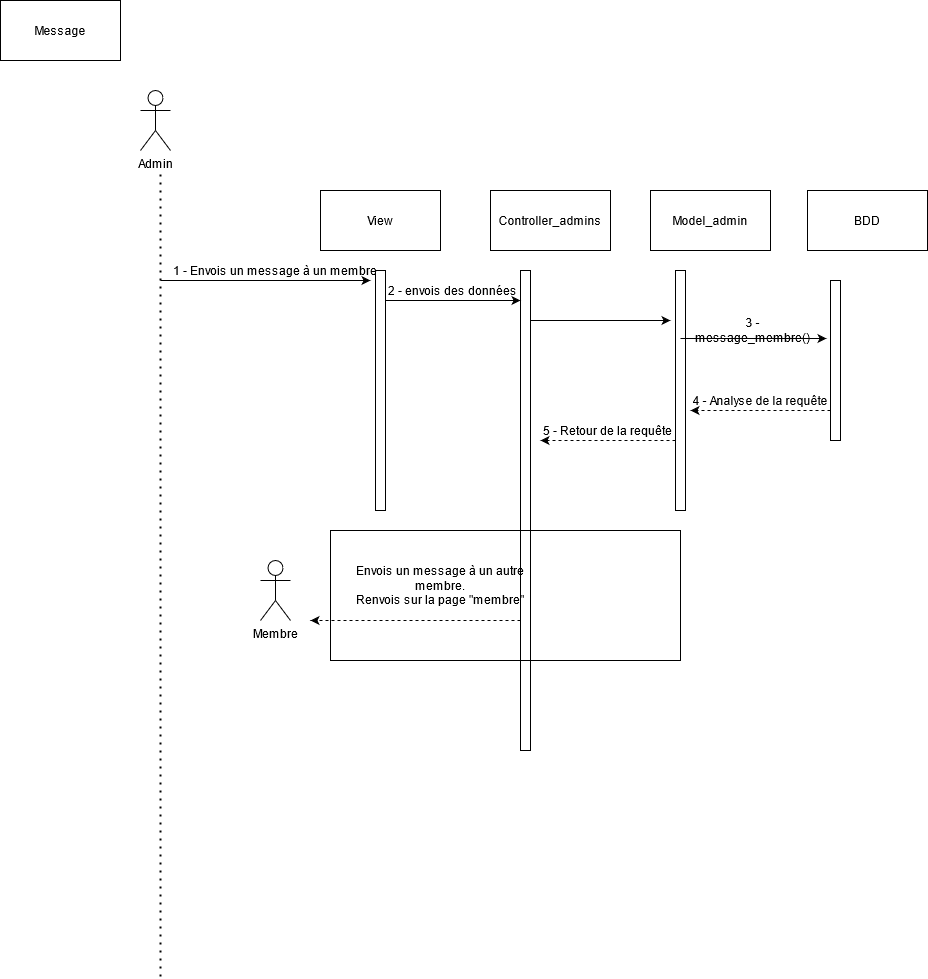 Message
Admin
View
Controller_admins
Model_admin
BDD
1 - Envois un message à un membre
2 - envois des données
3 -
message_membre()
4 - Analyse de la requête
5 - Retour de la requête
Envois un message à un autre
membre.
Renvois sur la page "membre"
Membre